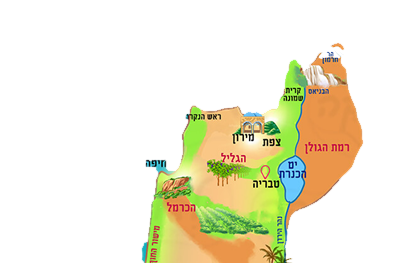 הר
חרמון
הבניאס
קרית
שמונה
ראש הנקרה
מירון
צפת
רמת הגולן
הגליל
חיפה
ים
הכנרת
טבריה
הכרמל
נהר הירדן
מישור החוף